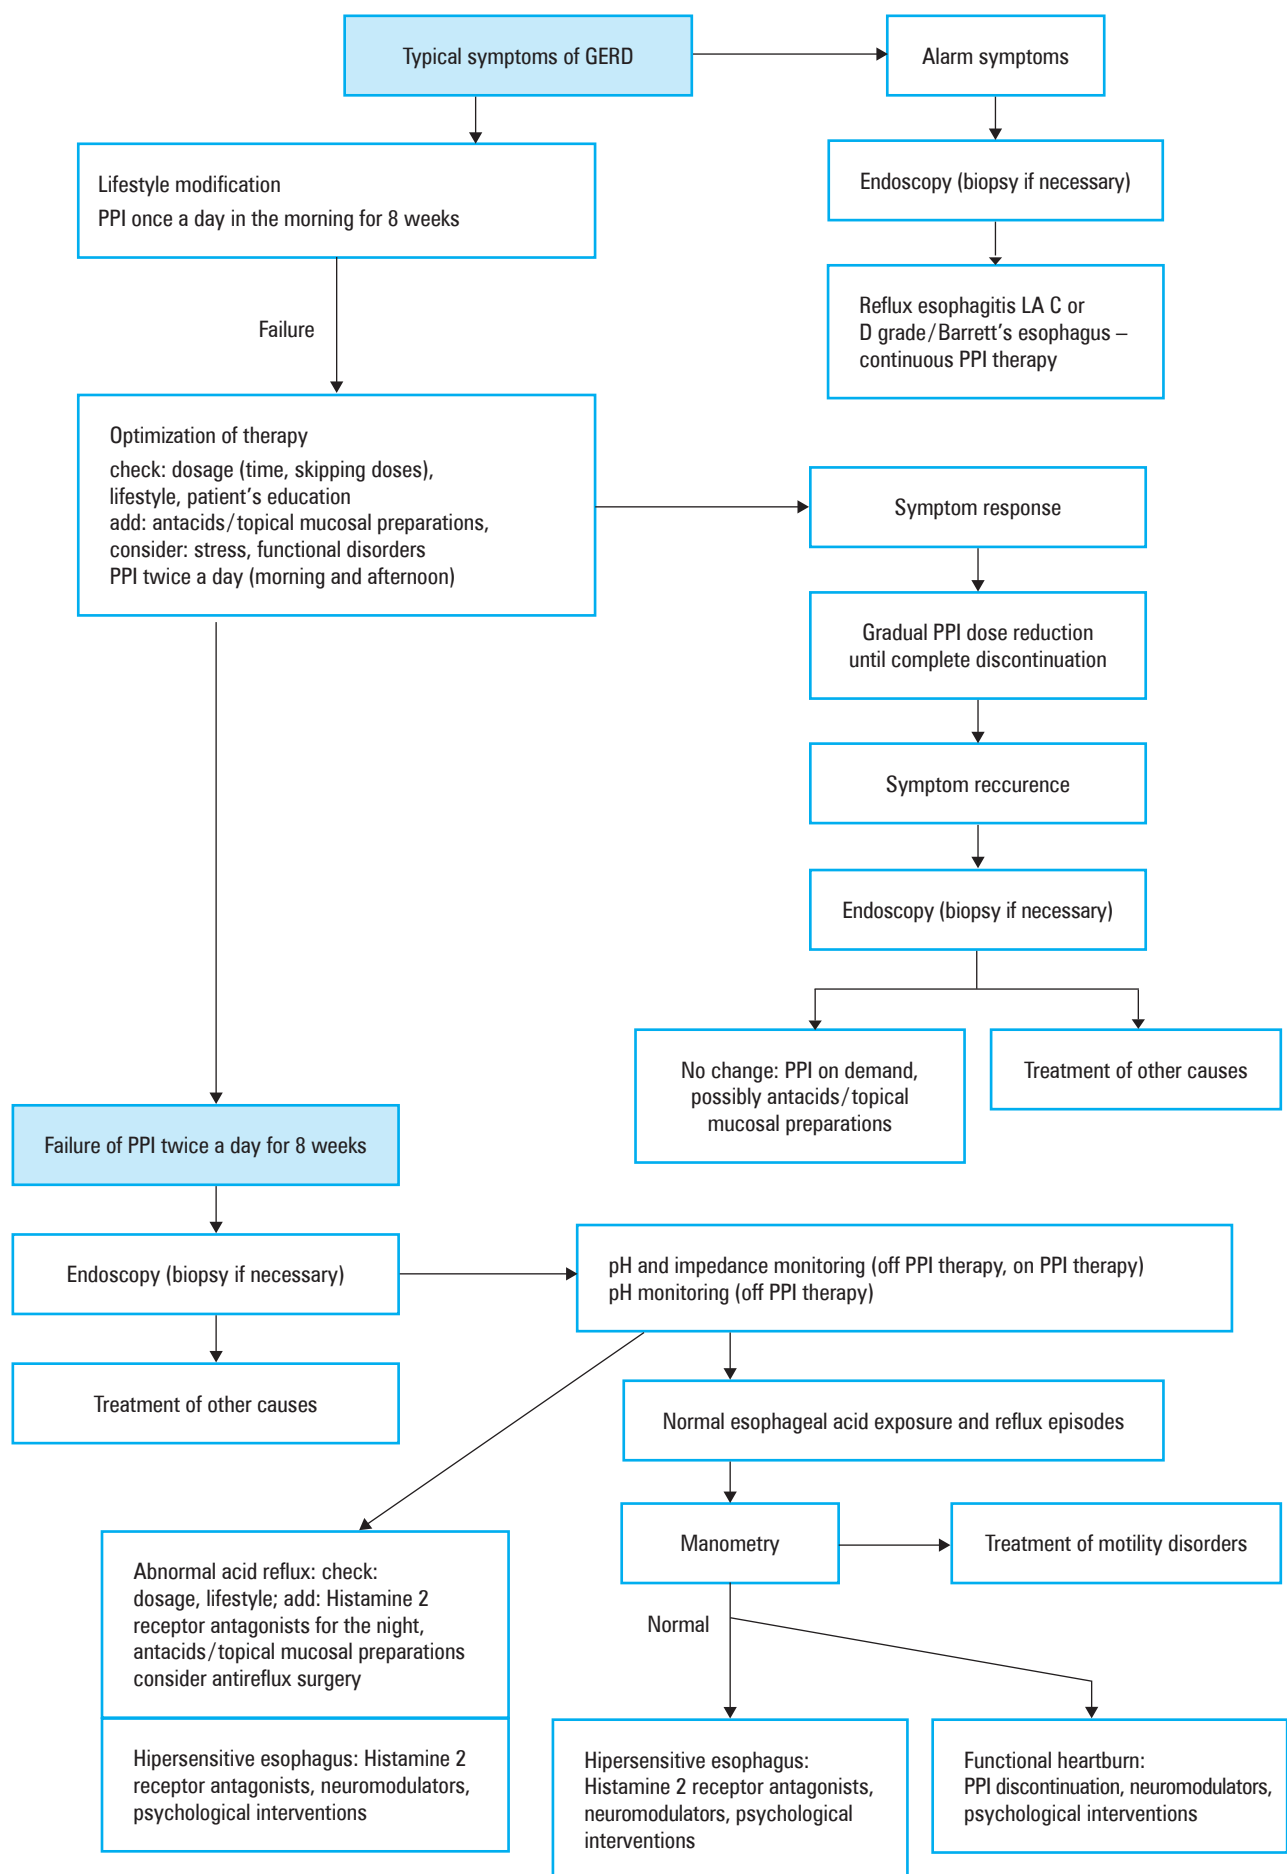 Typical symptoms of GERD
Alarm symptoms
Lifestyle modification
PPI once a day in the morning for 8 weeks
Endoscopy (biopsy if necessary)
Reflux esophagitis LA C or
D grade/Barrett's esophagus –
continuous PPI therapy
Failure
Optimization of therapy
check: dosage (time, skipping doses),
lifestyle, patient's education
add: antacids/topical mucosal preparations,
consider: stress, functional disorders
PPI twice a day (morning and afternoon)
Symptom response
Gradual PPI dose reduction
until complete discontinuation
Symptom reccurence
Endoscopy (biopsy if necessary)
No change: PPI on demand,
possibly antacids/topical
mucosal preparations
Treatment of other causes
Failure of PPI twice a day for 8 weeks
Endoscopy (biopsy if necessary)
pH and impedance monitoring (off PPI therapy, on PPI therapy)
pH monitoring (off PPI therapy)
Treatment of other causes
Normal esophageal acid exposure and reflux episodes
Manometry
Treatment of motility disorders
Abnormal acid reflux: check:
dosage, lifestyle; add: Histamine 2
receptor antagonists for the night,
antacids/topical mucosal preparations
consider antireflux surgery
Normal
Hipersensitive esophagus: Histamine 2
receptor antagonists, neuromodulators,
psychological interventions
Hipersensitive esophagus:
Histamine 2 receptor antagonists,
neuromodulators, psychological
interventions
Functional heartburn:
PPI discontinuation, neuromodulators,
psychological interventions